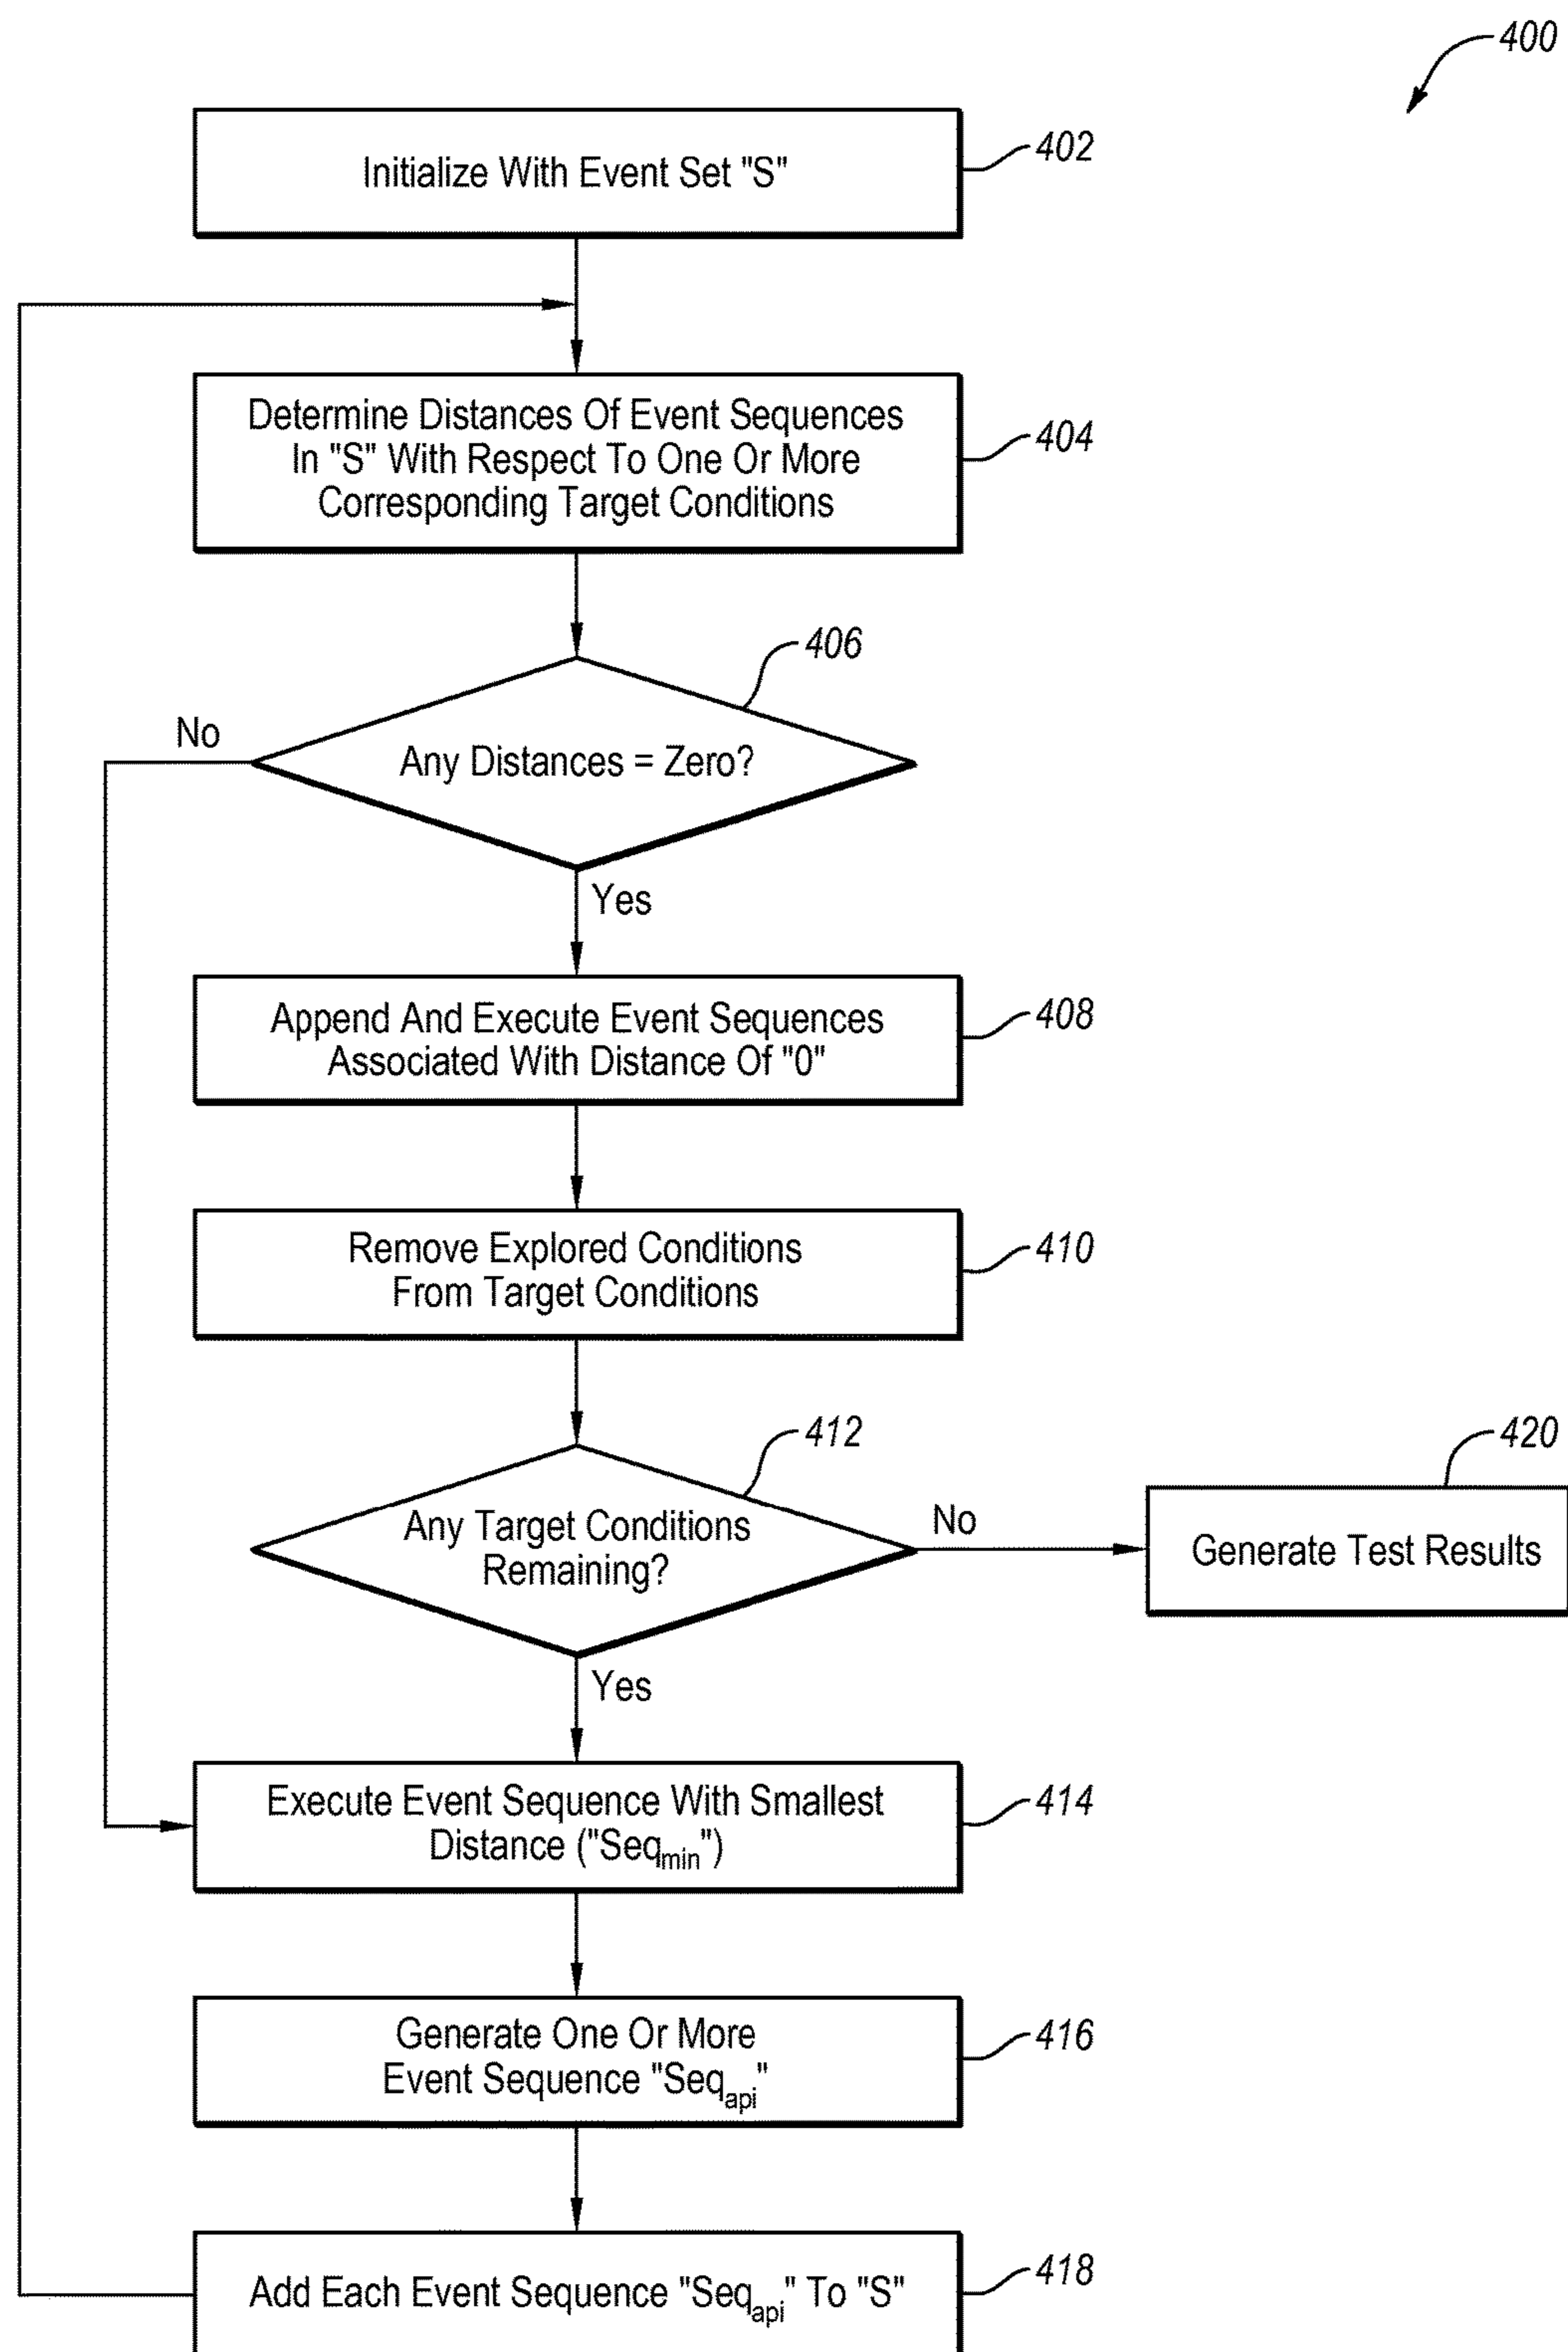 400
Initialize With Event Set "S"
402
Determine Distances Of Event Sequences
In "S" With Respect To One Or More
Corresponding Target Conditions
404
406
No
Any Distances = Zero?
Yes
Append And Execute Event Sequences
Associated With Distance Of "0"
408
Remove Explored Conditions
From Target Conditions
410
412
420
Any Target Conditions
Remaining?
No
Generate Test Results
Yes
Execute Event Sequence With Smallest
Distance ("Seqmin")
414
Generate One Or More
Event Sequence "Seqapi"
416
Add Each Event Sequence "Seqapi" To "S"
418